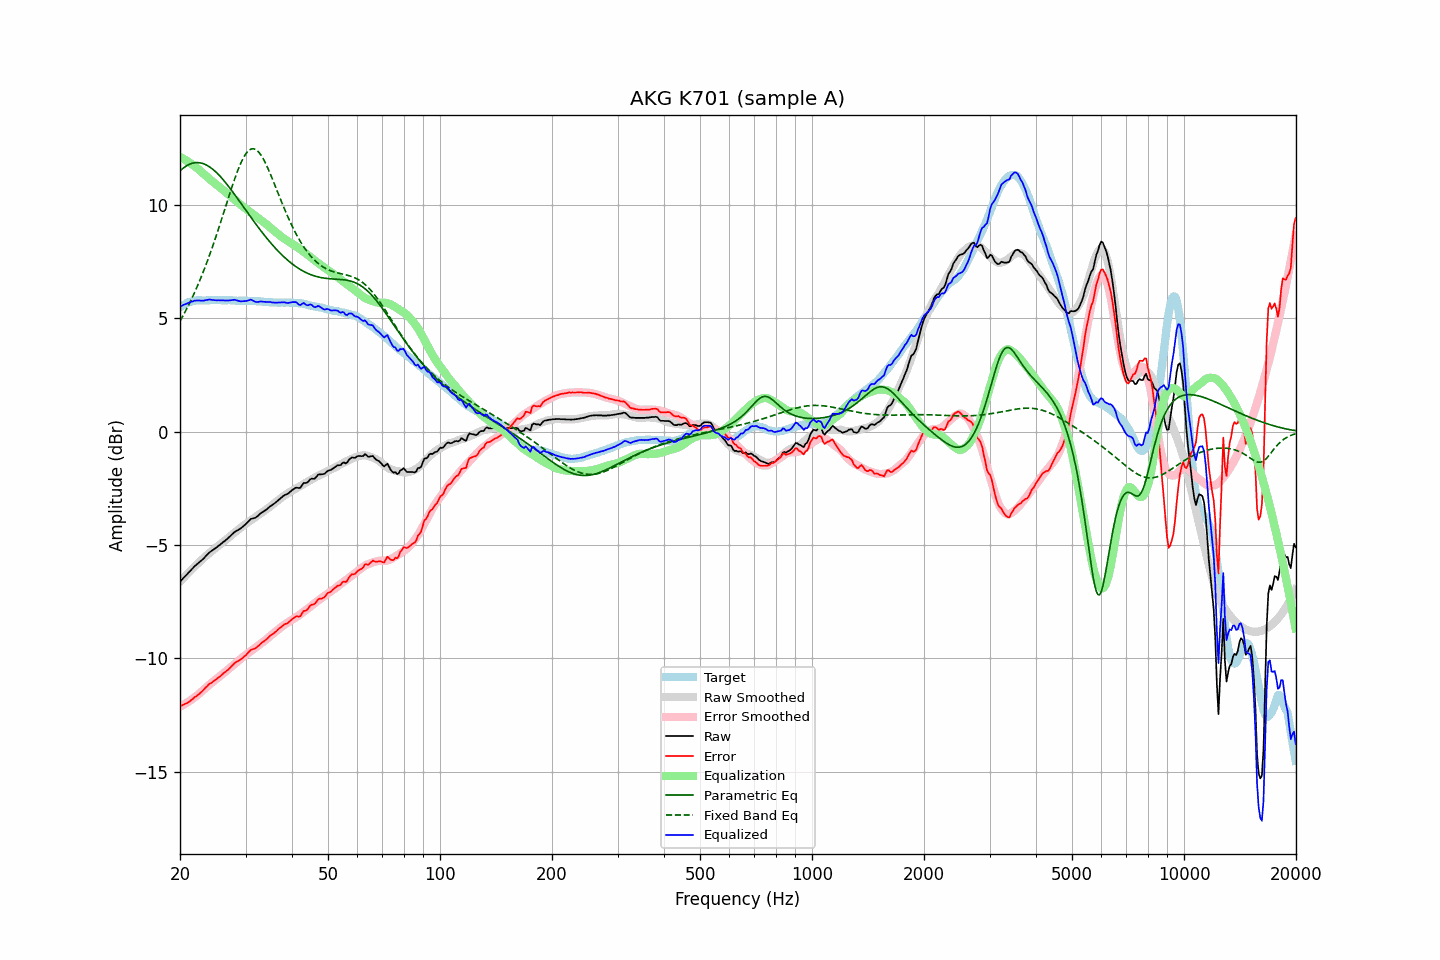 AKG K701 (sample A)
Amplitude (dBr)
10
5
0
−5
−10
−15
Target
Raw Smoothed
Error Smoothed
Raw
Error
Equalization
Parametric Eq
Fixed Band Eq
Equalized
20 50 100 200 500 1000 2000 5000 10000 20000
Frequency (Hz)